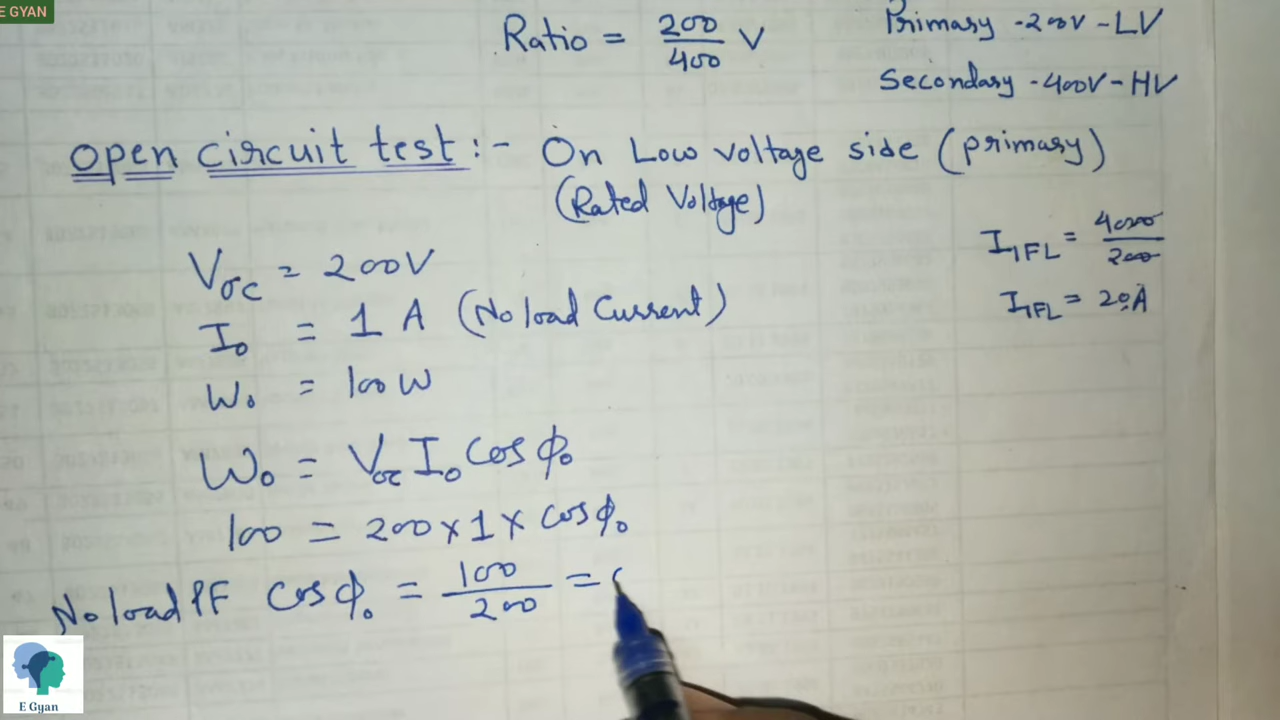 E GYAN
Ratio = 200/400 V
Primary - 200V - LV
Secondary - 400V - HV
Open circuit test :- On Low voltage side (primary)
(Rated Voltage)
I1FL = 4000/200
I1FL = 20A
Voc = 200V
I0 = 1 A (No load Current)
W0 = 100W
W0 = Voc I0 Cos ϕ0
100 = 200 × 1 × cos ϕ0
No load PF Cos ϕ0 = 100/200 =
E Gyan